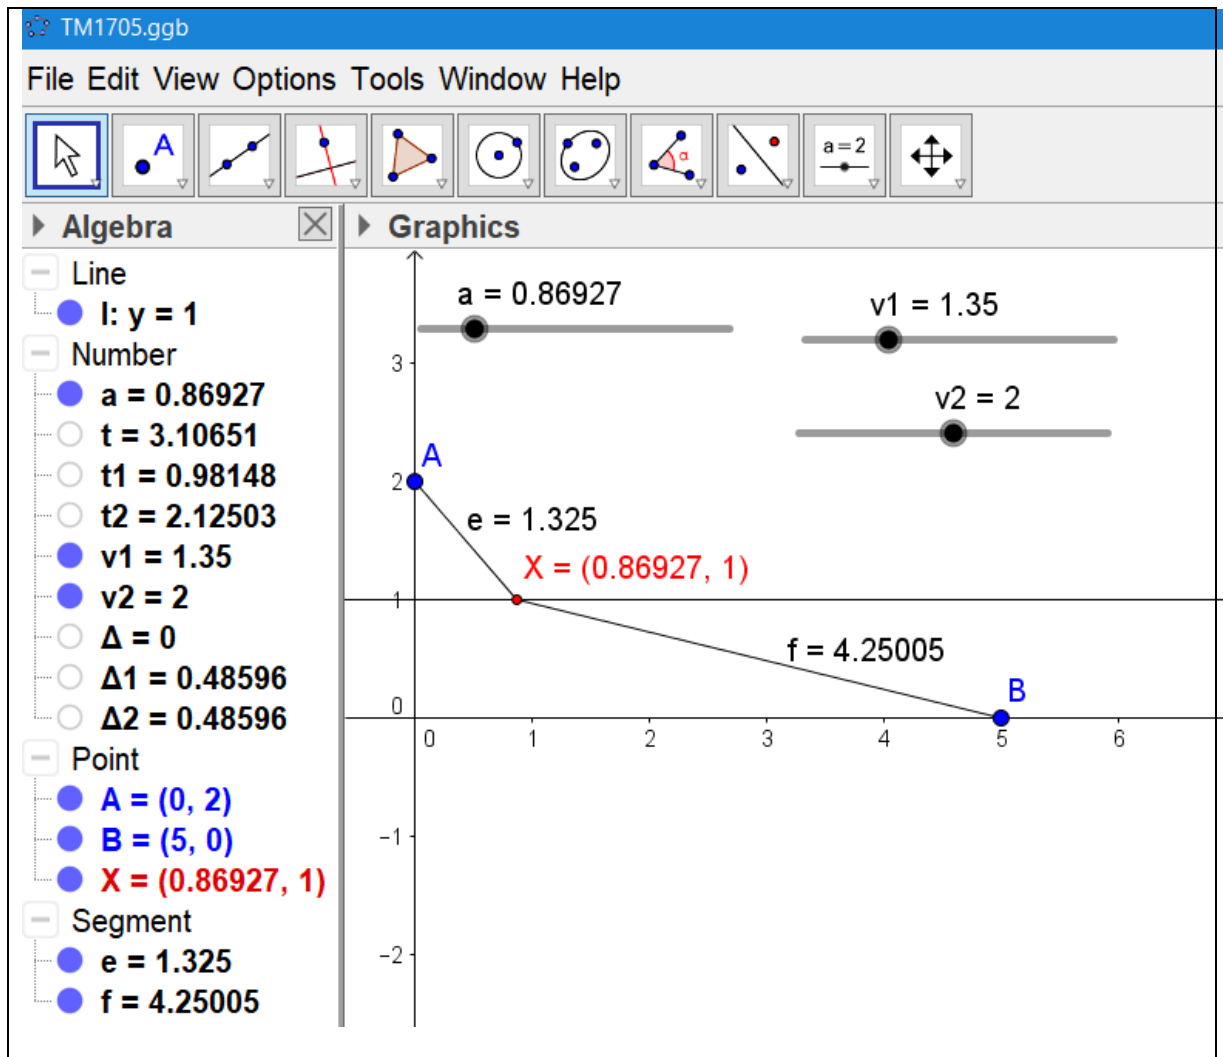 TM1705.ggb
File Edit View Options Tools Window Help
A
α
a = 2
Algebra
Graphics
Line
l: y = 1
Number
a = 0.86927
t = 3.10651
t1 = 0.98148
t2 = 2.12503
v1 = 1.35
v2 = 2
Δ = 0
Δ1 = 0.48596
Δ2 = 0.48596
Point
A = (0, 2)
B = (5, 0)
X = (0.86927, 1)
Segment
e = 1.325
f = 4.25005
a = 0.86927
v1 = 1.35
3
v2 = 2
A
2
e = 1.325
X = (0.86927, 1)
1
f = 4.25005
B
0
0 1 2 3 4 5 6
−1
−2